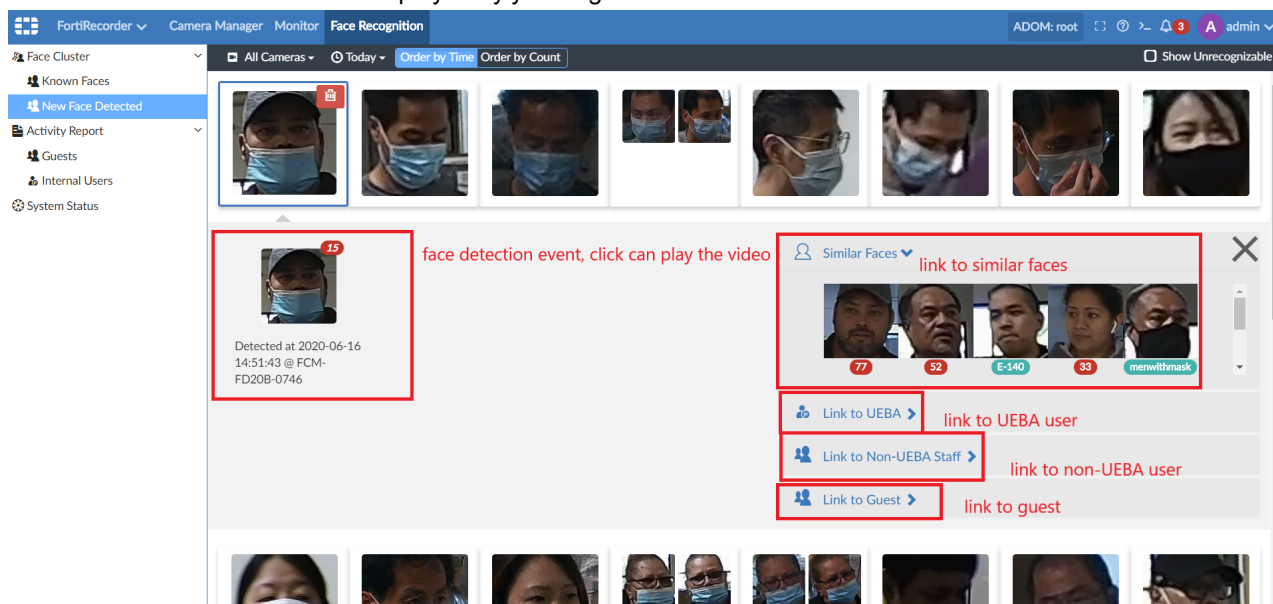 FortiRecorder Camera Manager Monitor Face Recognition ADOM: root 3 A admin
Face Cluster All Cameras Today Order by Time Order by Count Show Unrecognizable
Known Faces
New Face Detected
Activity Report
Guests
Internal Users
System Status
15
face detection event, click can play the video
Detected at 2020-06-16
14:51:43 @ FCM-
FD20B-0746
Similar Faces
link to similar faces
77 52 E-140 33 menwithmask
Link to UEBA
link to UEBA user
Link to Non-UEBA Staff
link to non-UEBA user
Link to Guest
link to guest